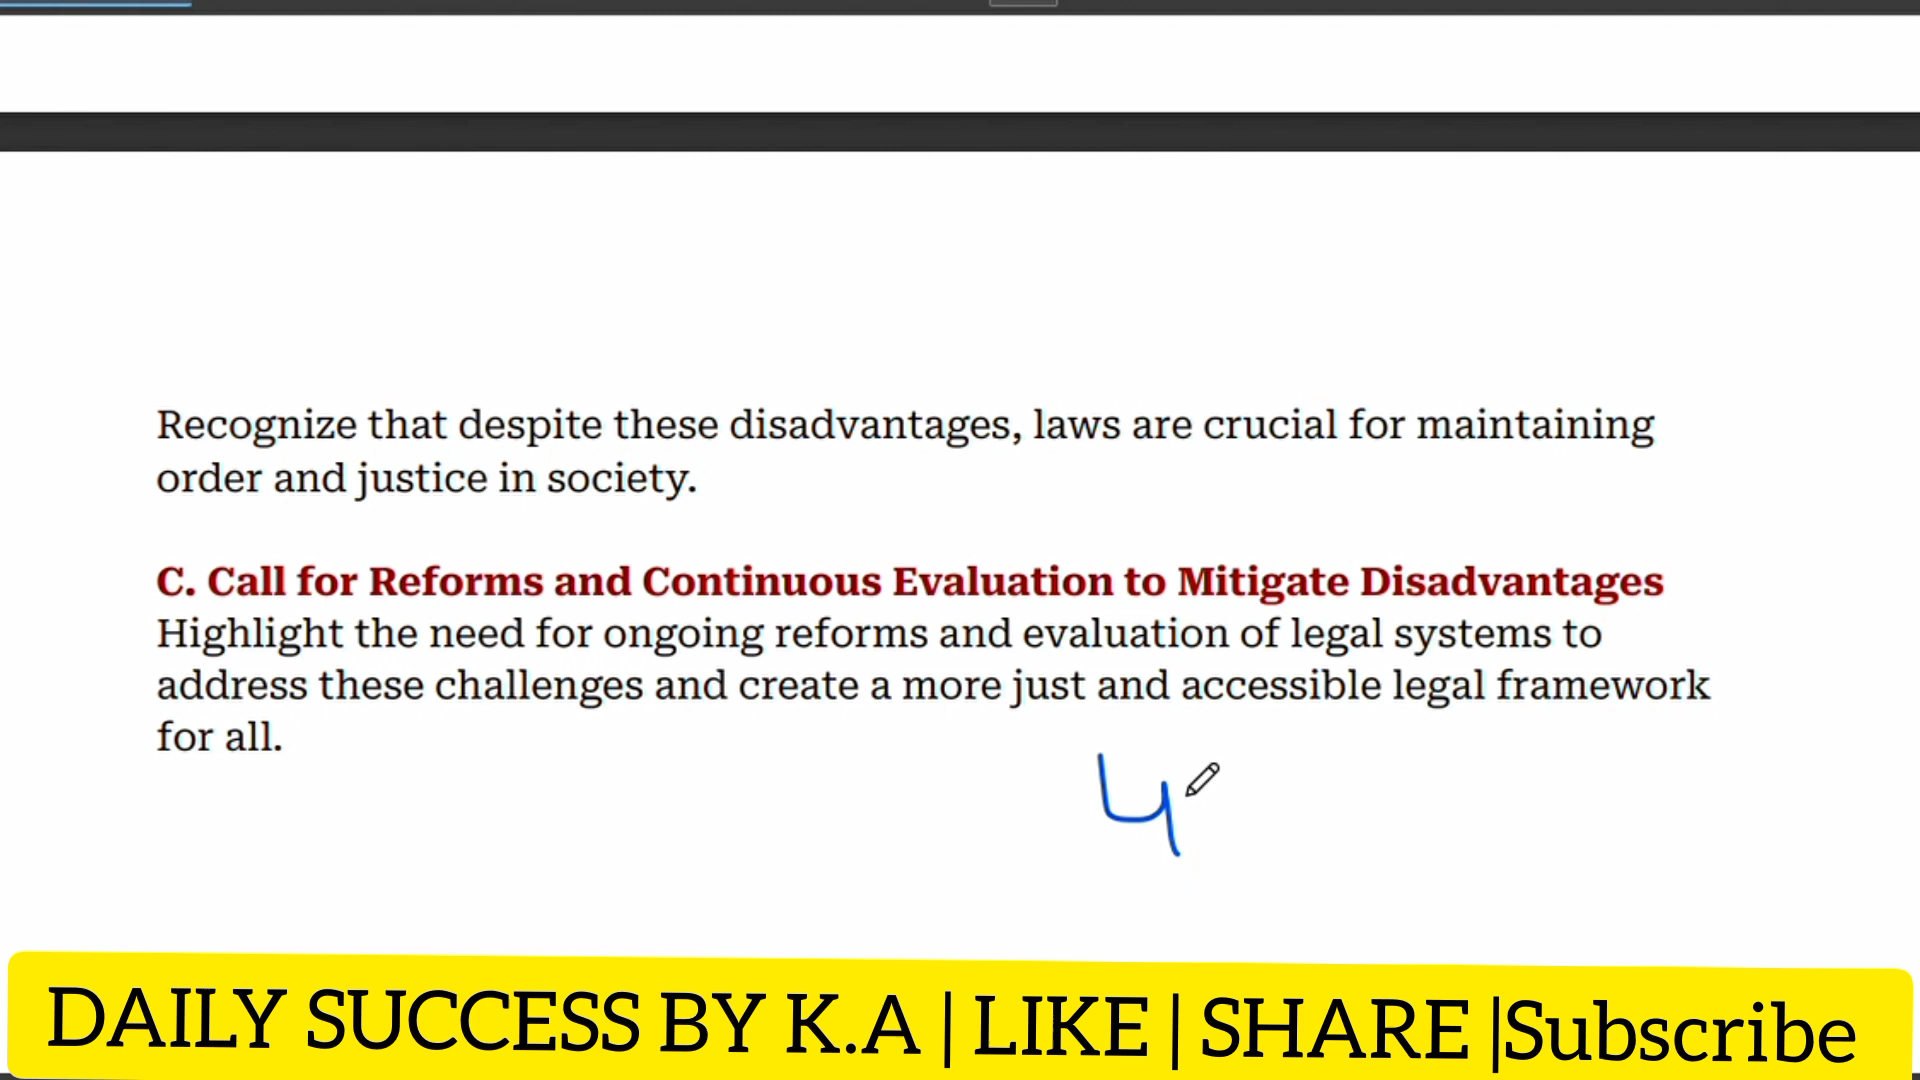 Recognize that despite these disadvantages, laws are crucial for maintaining
order and justice in society.
C. Call for Reforms and Continuous Evaluation to Mitigate Disadvantages
Highlight the need for ongoing reforms and evaluation of legal systems to
address these challenges and create a more just and accessible legal framework
for all.
4
DAILY SUCCESS BY K.A | LIKE | SHARE |Subscribe